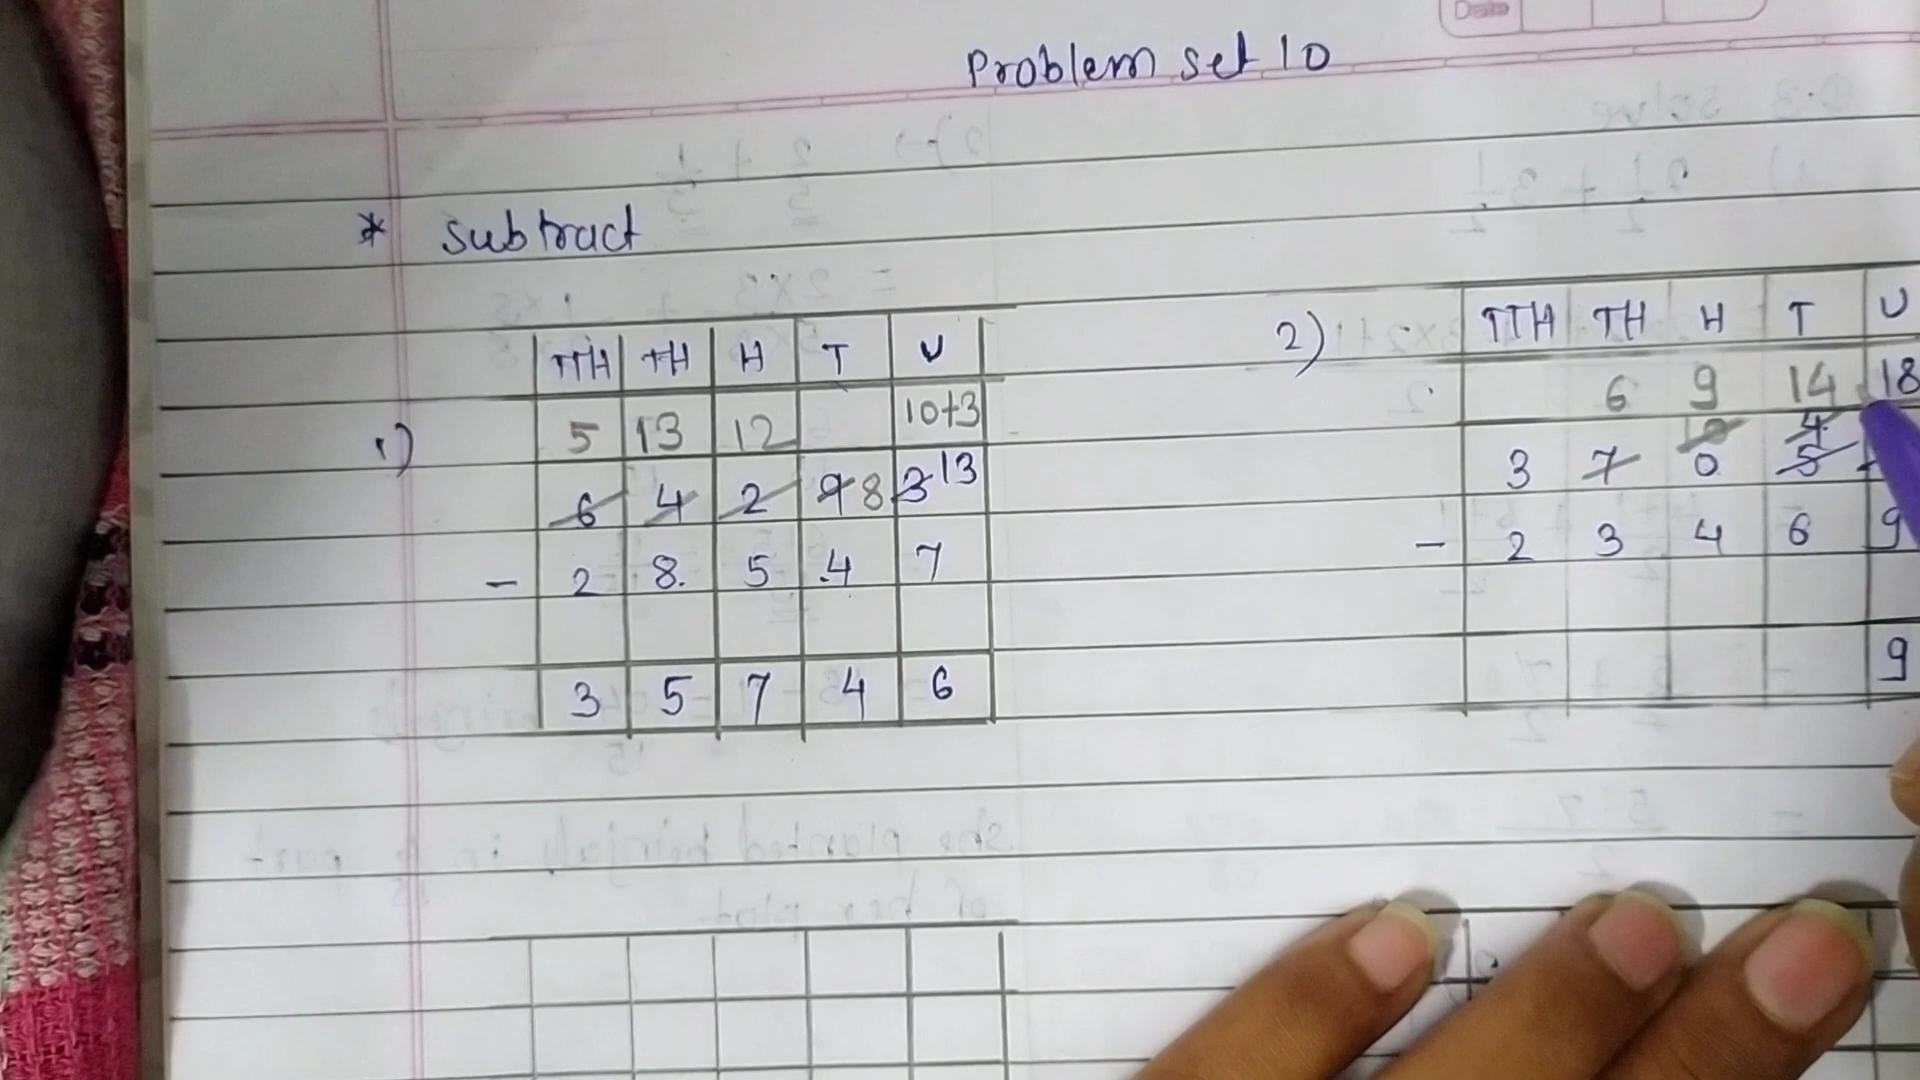 Date
Problem set 10
* Subtract
1)
TTH TH H T U
5 13 12 10+3
6 4 2 9 8 3 13
- 2 8. 5 .4 7
3 5 7 4 6
2)
TTH TH H T U
6 9 14 18
10 4
3 7 0 5
- 2 3 4 6 9
9